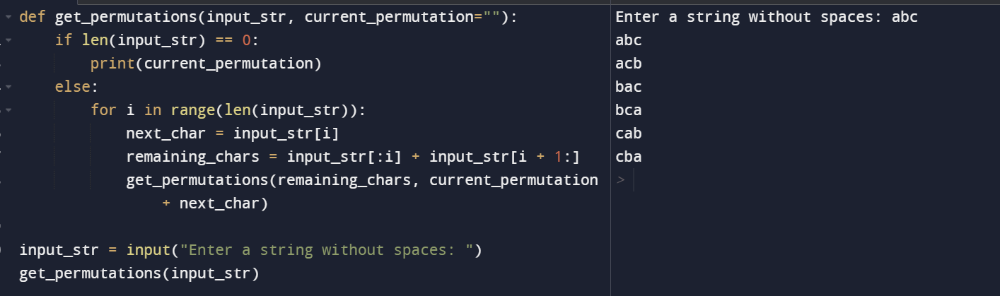 def get_permutations(input_str, current_permutation=""):
    if len(input_str) == 0:
        print(current_permutation)
    else:
        for i in range(len(input_str)):
            next_char = input_str[i]
            remaining_chars = input_str[:i] + input_str[i + 1:]
            get_permutations(remaining_chars, current_permutation
                + next_char)
input_str = input("Enter a string without spaces: ")
get_permutations(input_str)
Enter a string without spaces: abc
abc
acb
bac
bca
cab
cba
>